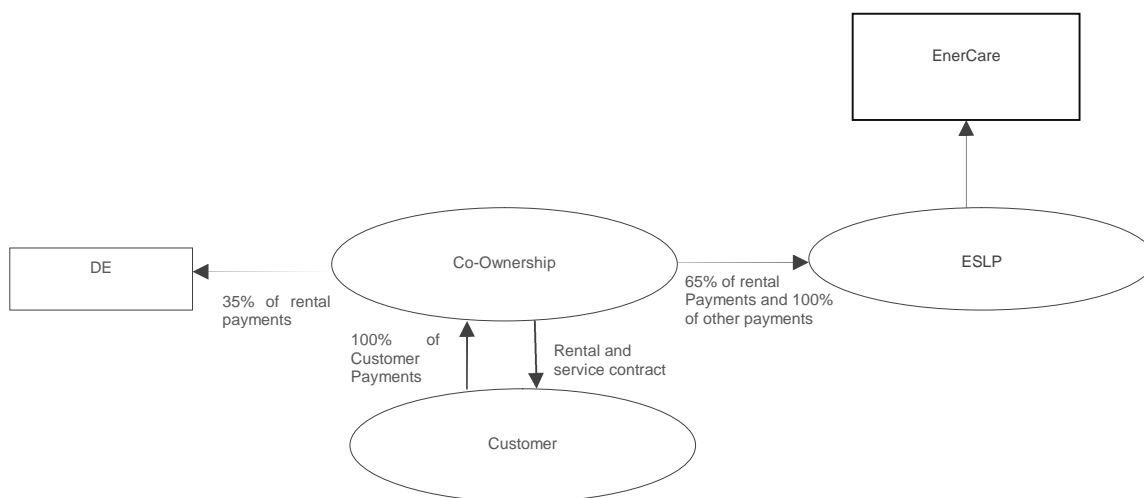 EnerCare
DE
Co-Ownership
ESLP
35% of rental
payments
65% of rental
Payments and 100%
of other payments
100% of
Customer
Payments
Rental and
service contract
Customer